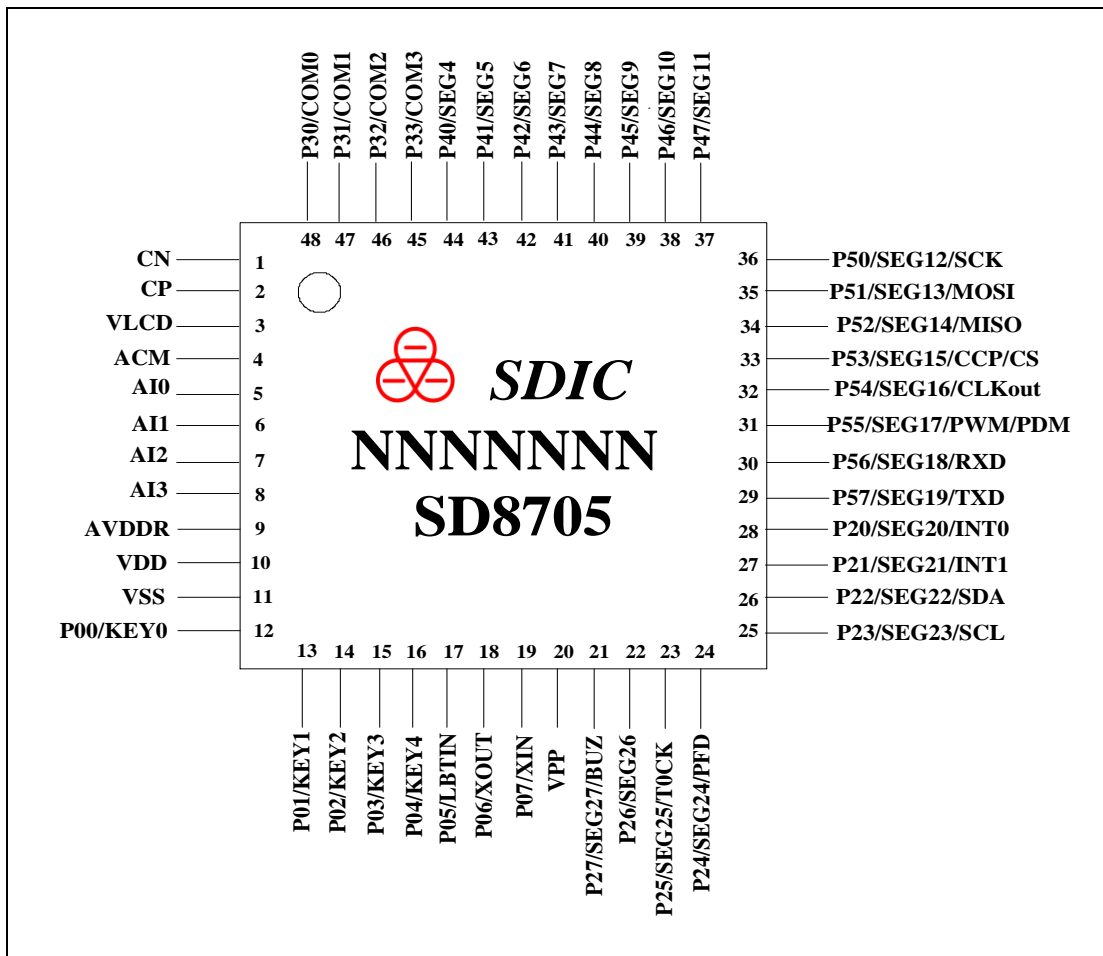 P30/COM0
P31/COM1
P32/COM2
P33/COM3
P40/SEG4
P41/SEG5
P42/SEG6
P43/SEG7
P44/SEG8
P45/SEG9
P46/SEG10
P47/SEG11
48 47 46 45 44 43 42 41 40 39 38 37
CN 1
CP 2
VLCD 3
ACM 4
AI0 5
AI1 6
AI2 7
AI3 8
AVDDR 9
VDD 10
VSS 11
P00/KEY0 12
SDIC
NNNNNNN
SD8705
36 P50/SEG12/SCK
35 P51/SEG13/MOSI
34 P52/SEG14/MISO
33 P53/SEG15/CCP/CS
32 P54/SEG16/CLKout
31 P55/SEG17/PWM/PDM
30 P56/SEG18/RXD
29 P57/SEG19/TXD
28 P20/SEG20/INT0
27 P21/SEG21/INT1
26 P22/SEG22/SDA
25 P23/SEG23/SCL
13 14 15 16 17 18 19 20 21 22 23 24
P01/KEY1
P02/KEY2
P03/KEY3
P04/KEY4
P05/LBTIN
P06/XOUT
P07/XIN
VPP
P27/SEG27/BUZ
P26/SEG26
P25/SEG25/T0CK
P24/SEG24/PFD